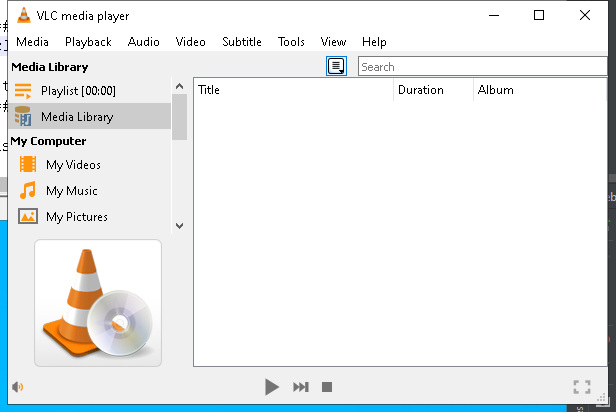 VLC media player
Media Playback Audio Video Subtitle Tools View Help
Media Library
Search
Playlist [00:00]
Title Duration Album
Media Library
My Computer
My Videos
My Music
My Pictures